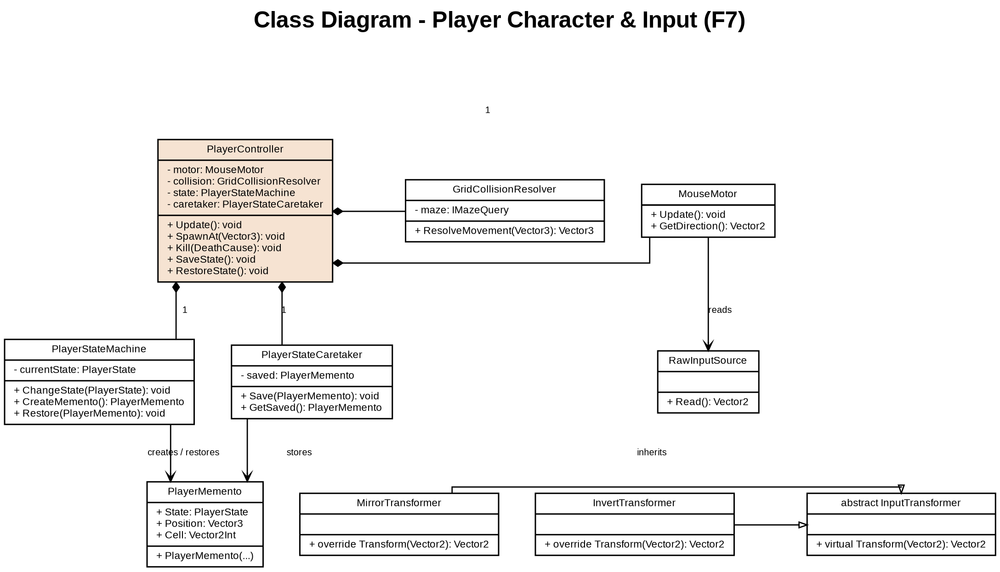 Class Diagram - Player Character & Input (F7)
1
PlayerController
- motor: MouseMotor
- collision: GridCollisionResolver
- state: PlayerStateMachine
- caretaker: PlayerStateCaretaker
+ Update(): void
+ SpawnAt(Vector3): void
+ Kill(DeathCause): void
+ SaveState(): void
+ RestoreState(): void
GridCollisionResolver
- maze: IMazeQuery
+ ResolveMovement(Vector3): Vector3
MouseMotor
+ Update(): void
+ GetDirection(): Vector2
1
1
reads
PlayerStateMachine
- currentState: PlayerState
+ ChangeState(PlayerState): void
+ CreateMemento(): PlayerMemento
+ Restore(PlayerMemento): void
PlayerStateCaretaker
- saved: PlayerMemento
+ Save(PlayerMemento): void
+ GetSaved(): PlayerMemento
RawInputSource
+ Read(): Vector2
creates / restores
stores
inherits
PlayerMemento
+ State: PlayerState
+ Position: Vector3
+ Cell: Vector2Int
+ PlayerMemento(...)
MirrorTransformer
+ override Transform(Vector2): Vector2
InvertTransformer
+ override Transform(Vector2): Vector2
abstract InputTransformer
+ virtual Transform(Vector2): Vector2